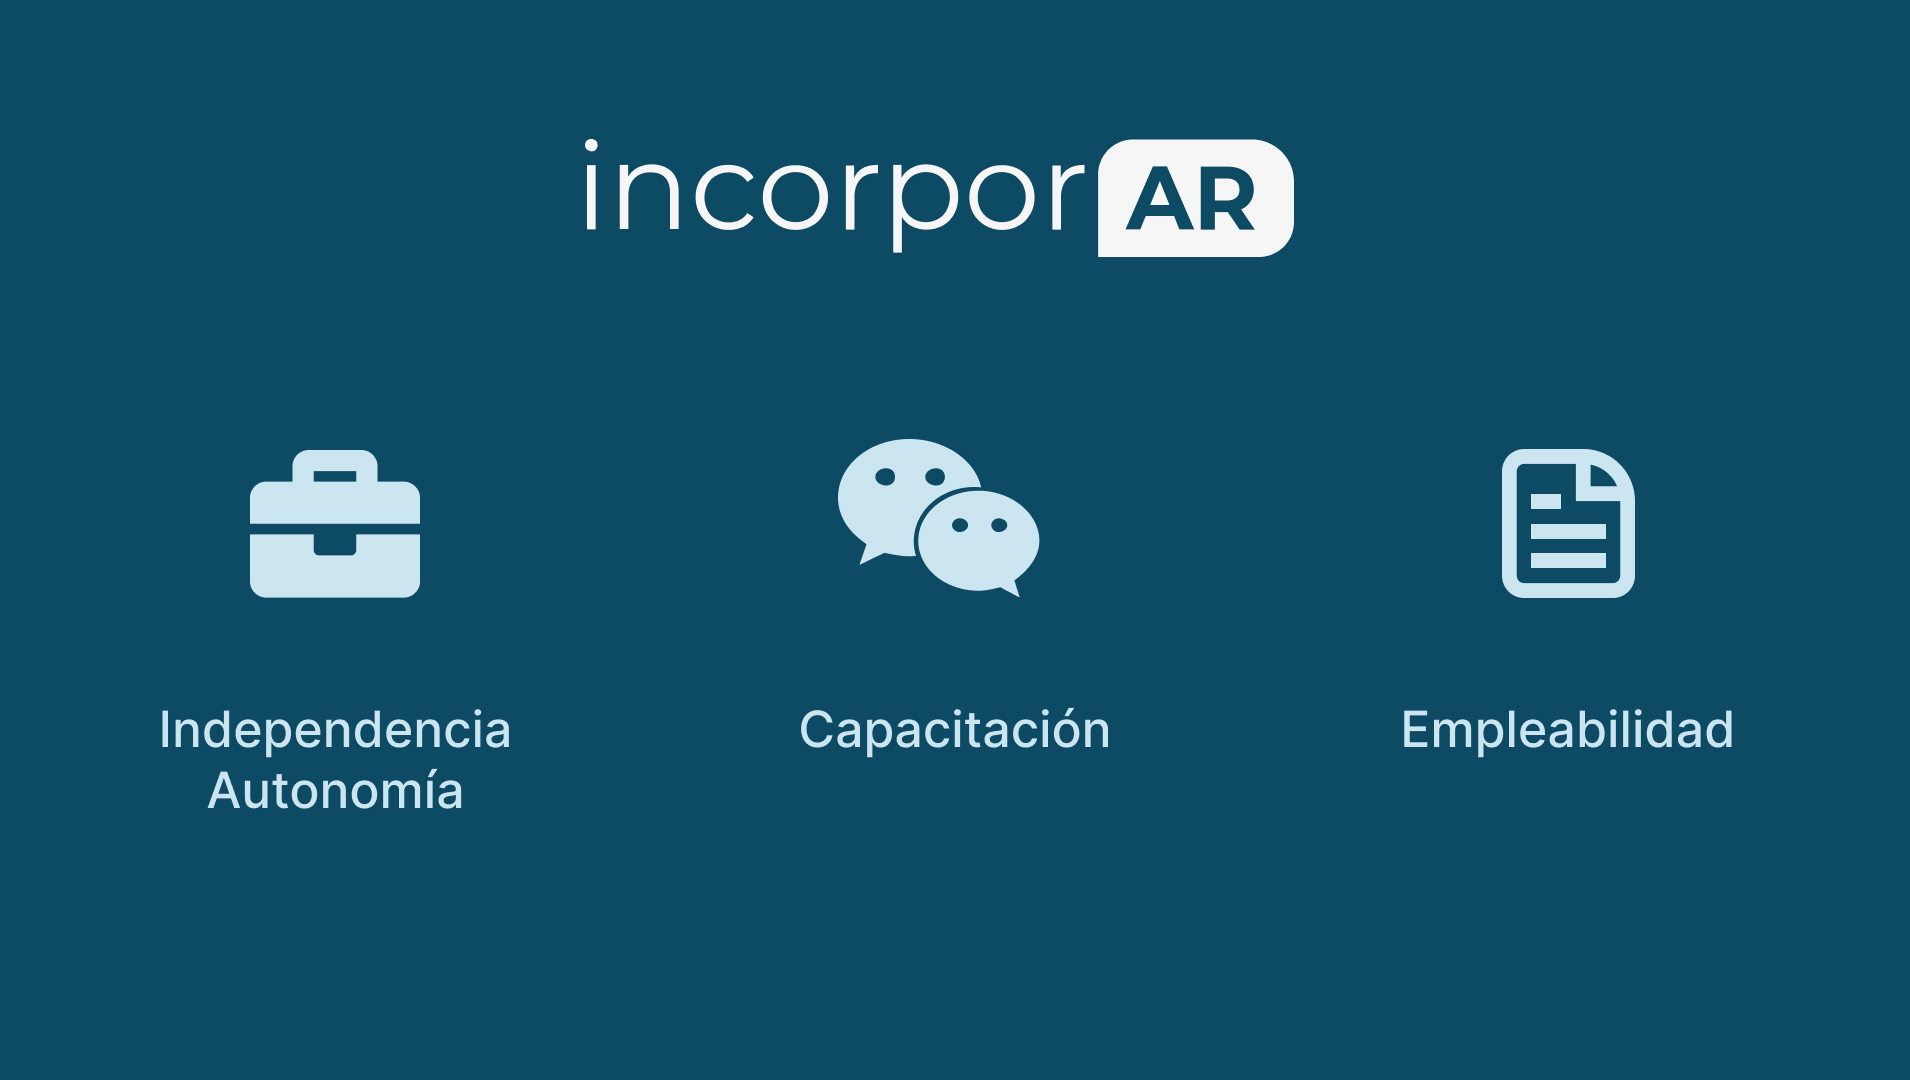 incorporAR
Independencia
Autonomía
Capacitación
Empleabilidad